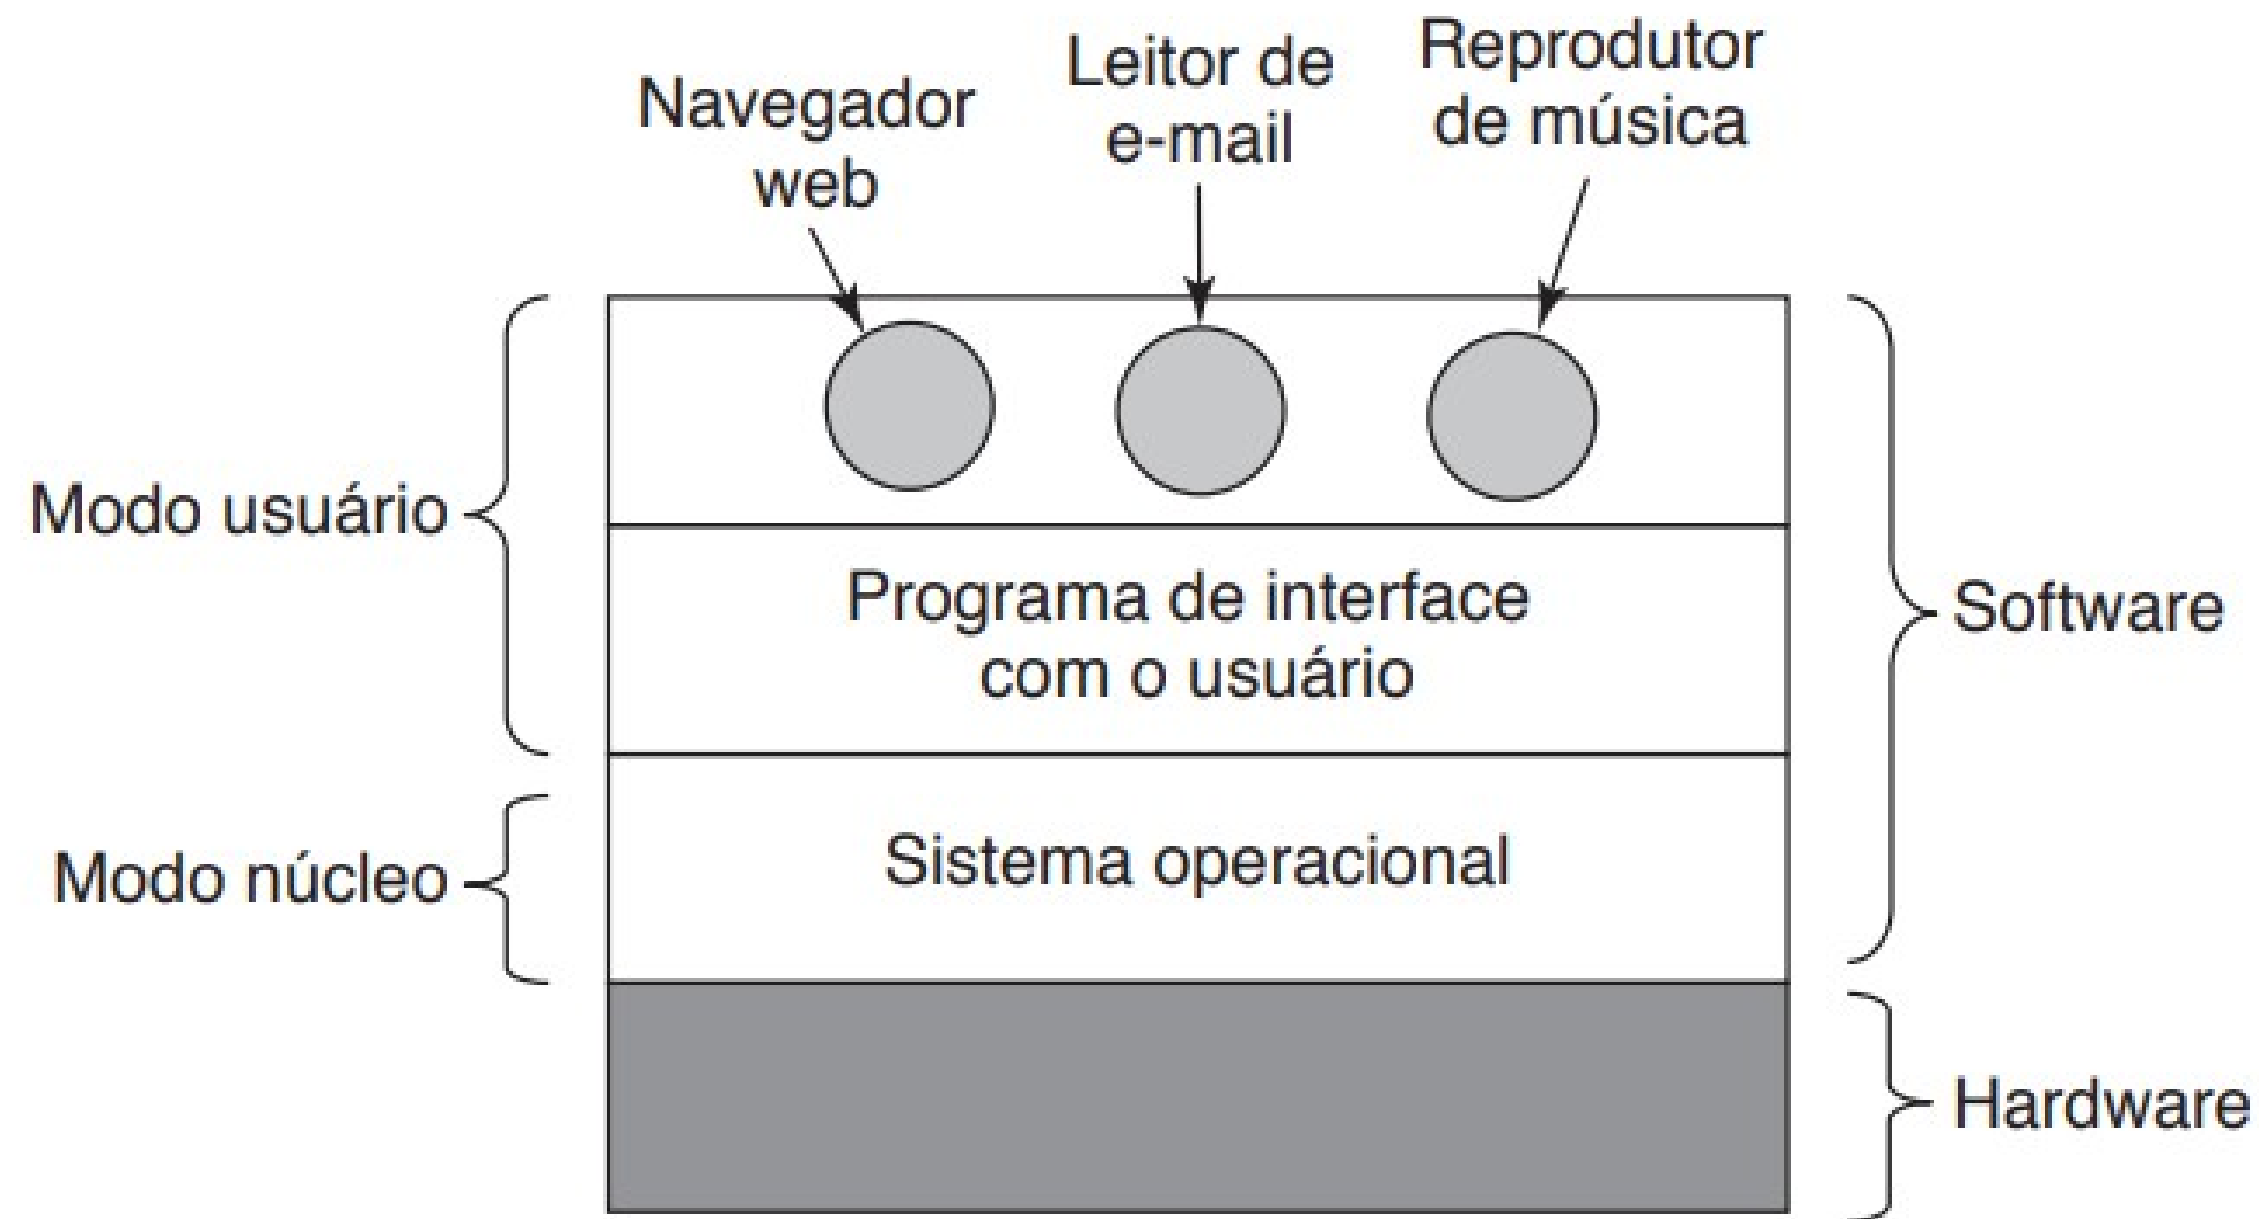 Navegador
web
Leitor de
e-mail
Reprodutor
de música
Modo usuário
Programa de interface
com o usuário
Software
Modo núcleo
Sistema operacional
Hardware